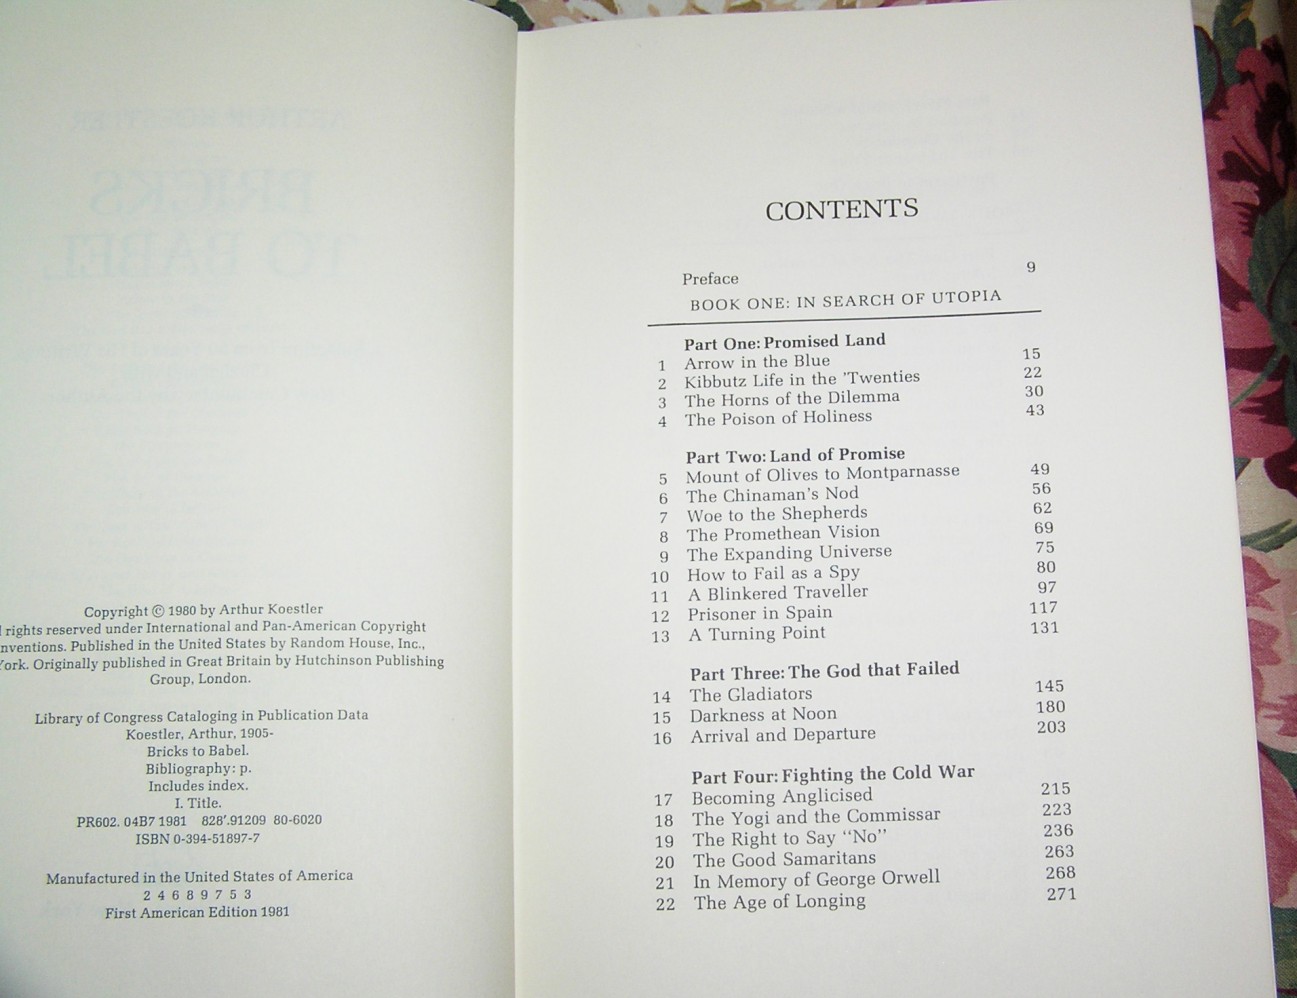 Copyright © 1980 by Arthur Koestler
rights reserved under International and Pan-American Copyright
nventions. Published in the United States by Random House, Inc.,
ork. Originally published in Great Britain by Hutchinson Publishing
Group, London.
Library of Congress Cataloging in Publication Data
Koestler, Arthur, 1905-
Bricks to Babel.
Bibliography: p.
Includes index.
I. Title.
PR602. 04B7 1981 828'.91209 80-6020
ISBN 0-394-51897-7
Manufactured in the United States of America
2 4 6 8 9 7 5 3
First American Edition 1981
CONTENTS
Preface 9
BOOK ONE: IN SEARCH OF UTOPIA
Part One: Promised Land
1 Arrow in the Blue 15
2 Kibbutz Life in the 'Twenties 22
3 The Horns of the Dilemma 30
4 The Poison of Holiness 43
Part Two: Land of Promise
5 Mount of Olives to Montparnasse 49
6 The Chinaman's Nod 56
7 Woe to the Shepherds 62
8 The Promethean Vision 69
9 The Expanding Universe 75
10 How to Fail as a Spy 80
11 A Blinkered Traveller 97
12 Prisoner in Spain 117
13 A Turning Point 131
Part Three: The God that Failed
14 The Gladiators 145
15 Darkness at Noon 180
16 Arrival and Departure 203
Part Four: Fighting the Cold War
17 Becoming Anglicised 215
18 The Yogi and the Commissar 223
19 The Right to Say "No" 236
20 The Good Samaritans 263
21 In Memory of George Orwell 268
22 The Age of Longing 271